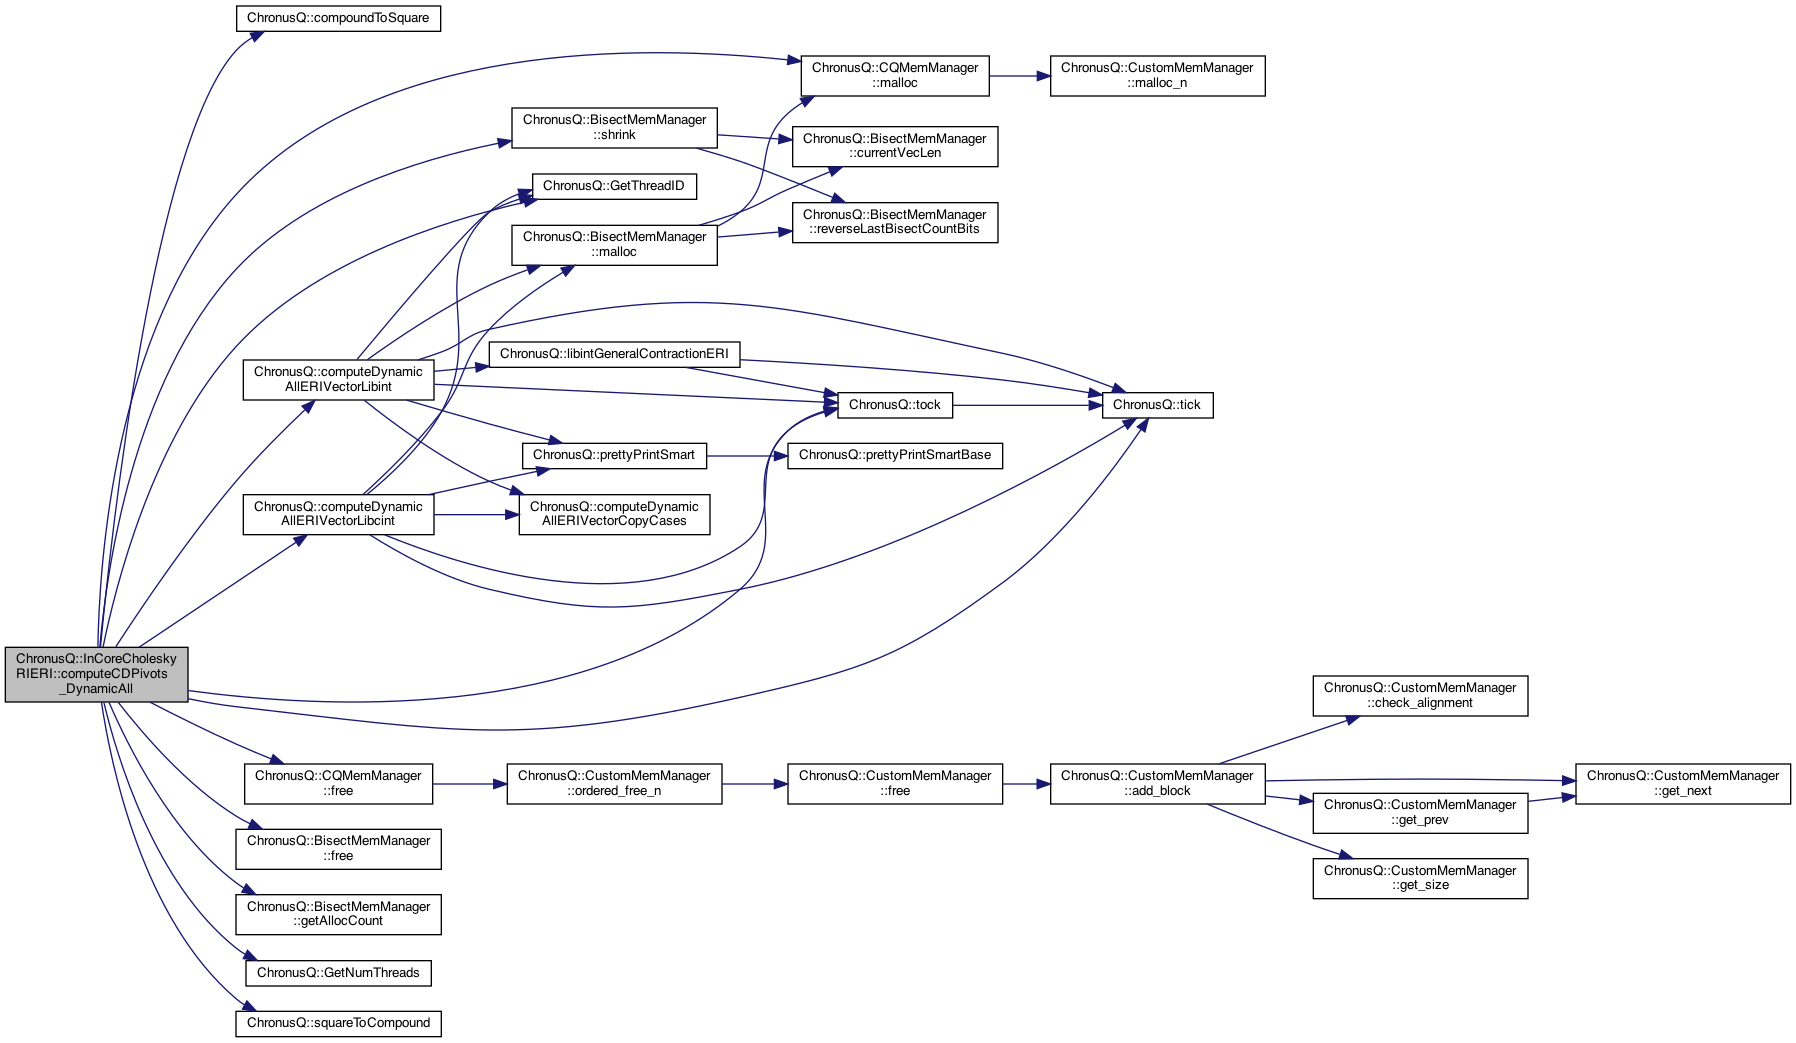 ChronusQ::compoundToSquare
ChronusQ::CQMemManager
::malloc
ChronusQ::CustomMemManager
::malloc_n
ChronusQ::BisectMemManager
::shrink
ChronusQ::BisectMemManager
::currentVecLen
ChronusQ::GetThreadID
ChronusQ::BisectMemManager
::reverseLastBisectCountBits
ChronusQ::BisectMemManager
::malloc
ChronusQ::libintGeneralContractionERI
ChronusQ::computeDynamic
AllERIVectorLibint
ChronusQ::tock
ChronusQ::tick
ChronusQ::prettyPrintSmart
ChronusQ::prettyPrintSmartBase
ChronusQ::computeDynamic
AllERIVectorLibcint
ChronusQ::computeDynamic
AllERIVectorCopyCases
ChronusQ::InCoreCholesky
RIERI::computeCDPivots
_DynamicAll
ChronusQ::CustomMemManager
::check_alignment
ChronusQ::CQMemManager
::free
ChronusQ::CustomMemManager
::ordered_free_n
ChronusQ::CustomMemManager
::free
ChronusQ::CustomMemManager
::add_block
ChronusQ::CustomMemManager
::get_next
ChronusQ::CustomMemManager
::get_prev
ChronusQ::BisectMemManager
::free
ChronusQ::CustomMemManager
::get_size
ChronusQ::BisectMemManager
::getAllocCount
ChronusQ::GetNumThreads
ChronusQ::squareToCompound